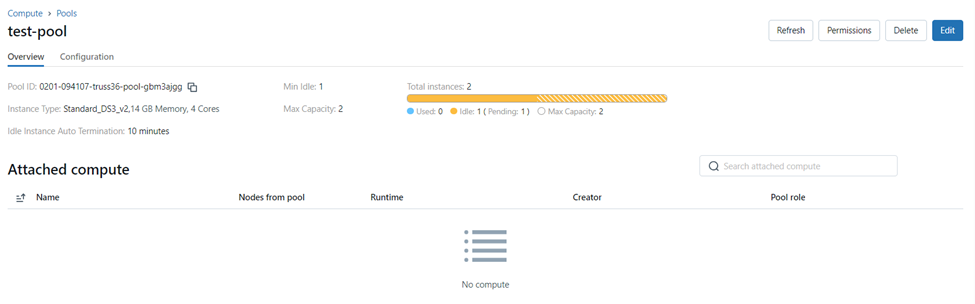 Compute > Pools
test-pool
Refresh
Permissions
Delete
Edit
Overview
Configuration
Pool ID: 0201-094107-truss36-pool-gbm3ajgg
Min Idle: 1
Total instances: 2
Instance Type: Standard_DS3_v2,14 GB Memory, 4 Cores
Max Capacity: 2
Used: 0 Idle: 1 ( Pending: 1 ) Max Capacity: 2
Idle Instance Auto Termination: 10 minutes
Attached compute
Search attached compute
Name
Nodes from pool
Runtime
Creator
Pool role
No compute